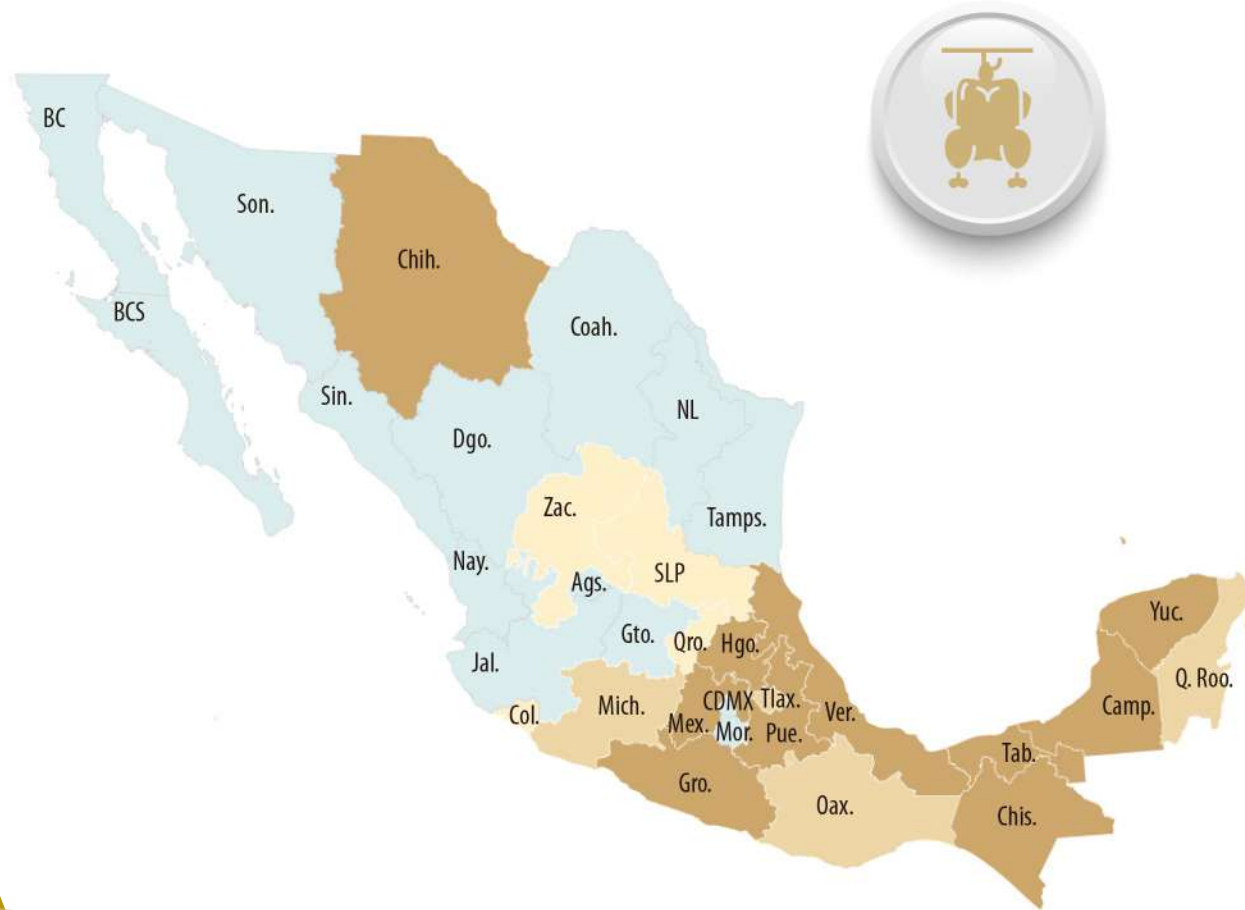 BC
Son.
Chih.
BCS
Coah.
Sin.
NL
Dgo.
Zac.
Tamps.
Nay.
Ags.
SLP
Gto.
Qro.
Hgo.
Yuc.
Jal.
Q. Roo.
Col.
Mich.
CDMX
Tlax.
Ver.
Camp.
Mex.
Mor.
Pue.
Tab.
Gro.
Oax.
Chis.